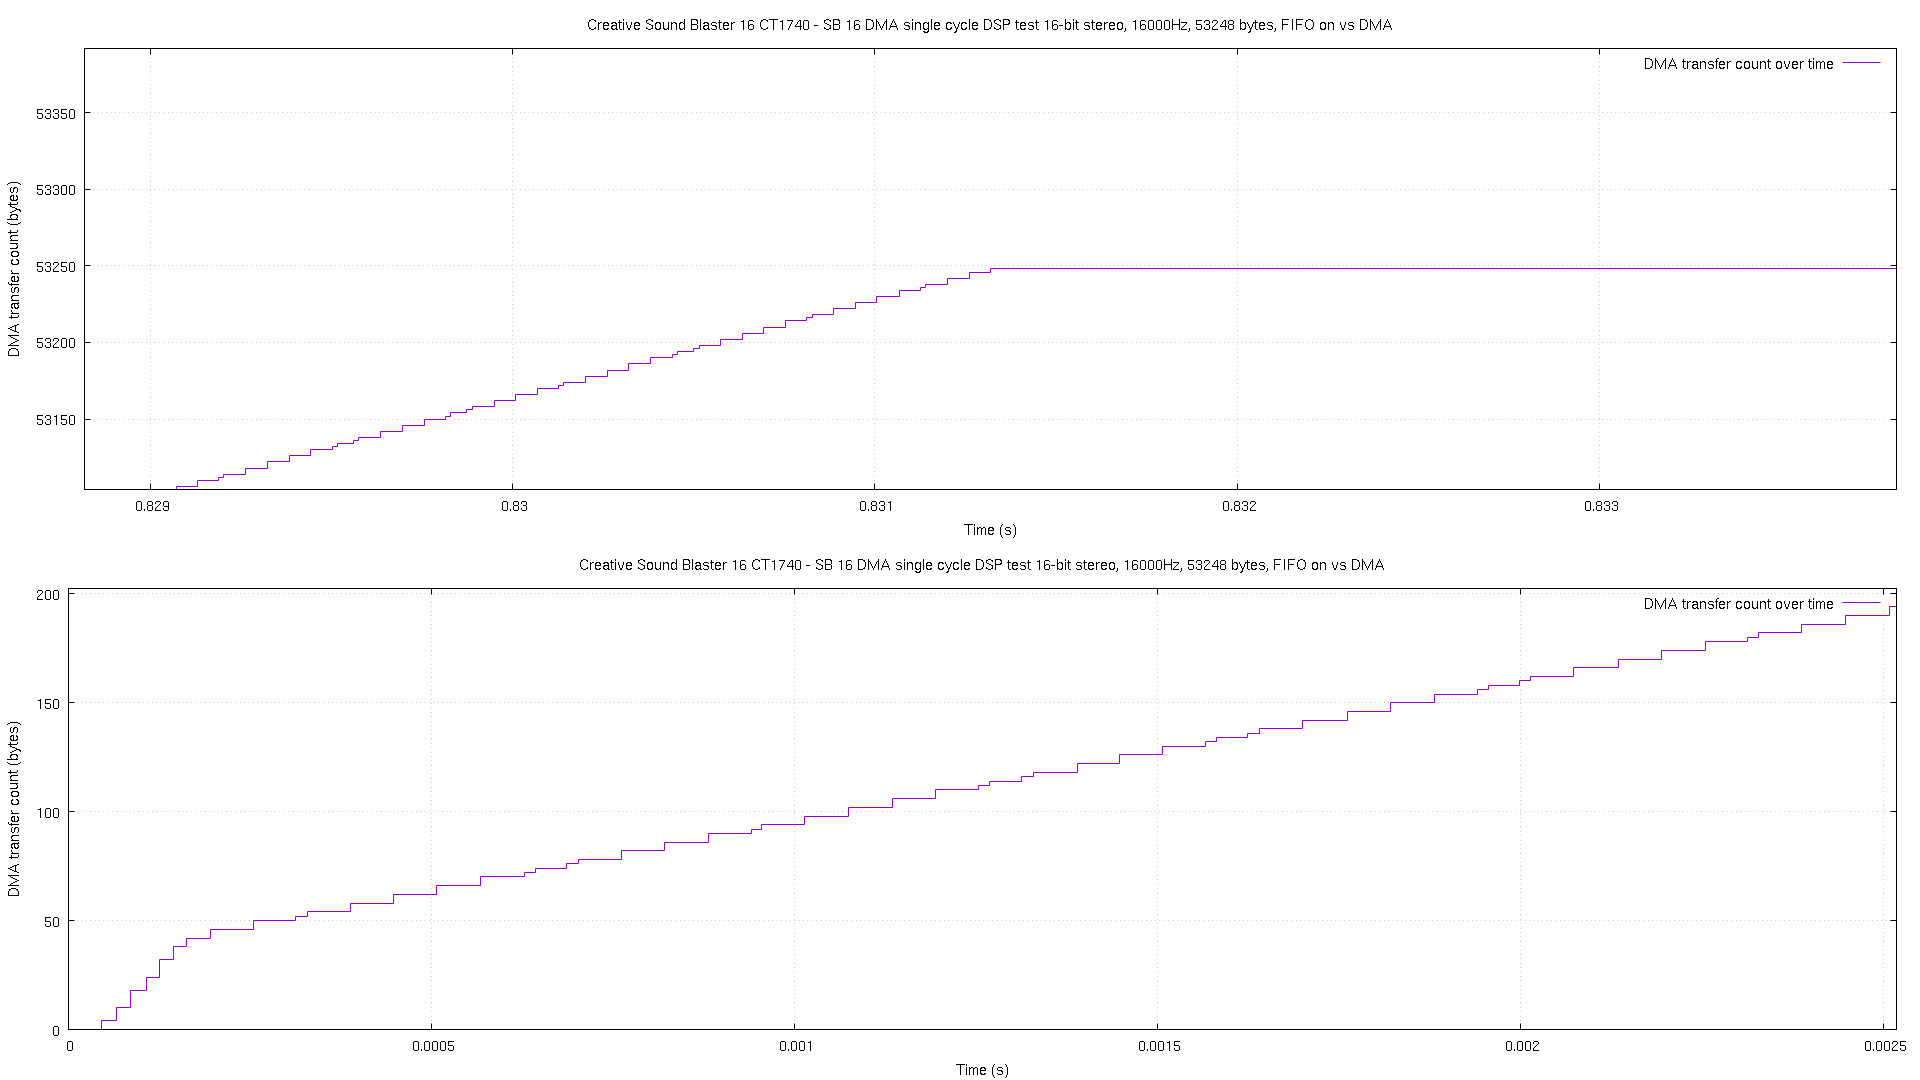 Creative Sound Blaster 16 CT1740 - SB 16 DMA single cycle DSP test 16-bit stereo, 16000Hz, 53248 bytes, FIFO on vs DMA
DMA transfer count over time
53350
53300
53250
53200
53150
DMA transfer count (bytes)
0.829 0.83 0.831 0.832 0.833
Time (s)
Creative Sound Blaster 16 CT1740 - SB 16 DMA single cycle DSP test 16-bit stereo, 16000Hz, 53248 bytes, FIFO on vs DMA
DMA transfer count over time
200
150
100
50
0
DMA transfer count (bytes)
0 0.0005 0.001 0.0015 0.002 0.0025
Time (s)